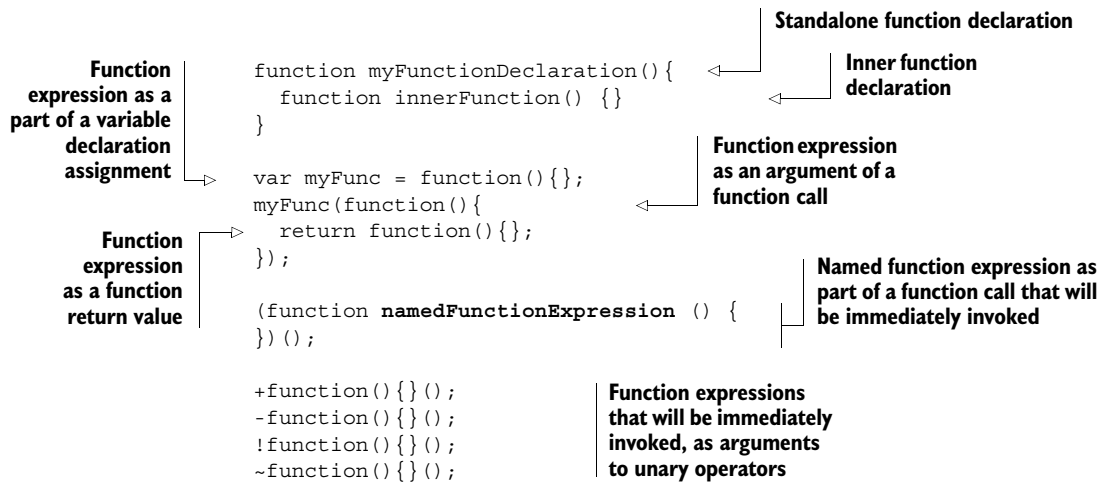 Standalone function declaration
function myFunctionDeclaration(){
Inner function
declaration
function innerFunction() {}
}
Function
expression as a
part of a variable
declaration
assignment
var myFunc = function(){};
Function expression
as an argument of a
function call
myFunc(function(){
return function(){};
});
Function
expression
as a function
return value
Named function expression as
part of a function call that will
be immediately invoked
(function namedFunctionExpression () {
})();
+function(){}();
-function(){}();
!function(){}();
~function(){}();
Function expressions
that will be immediately
invoked, as arguments
to unary operators